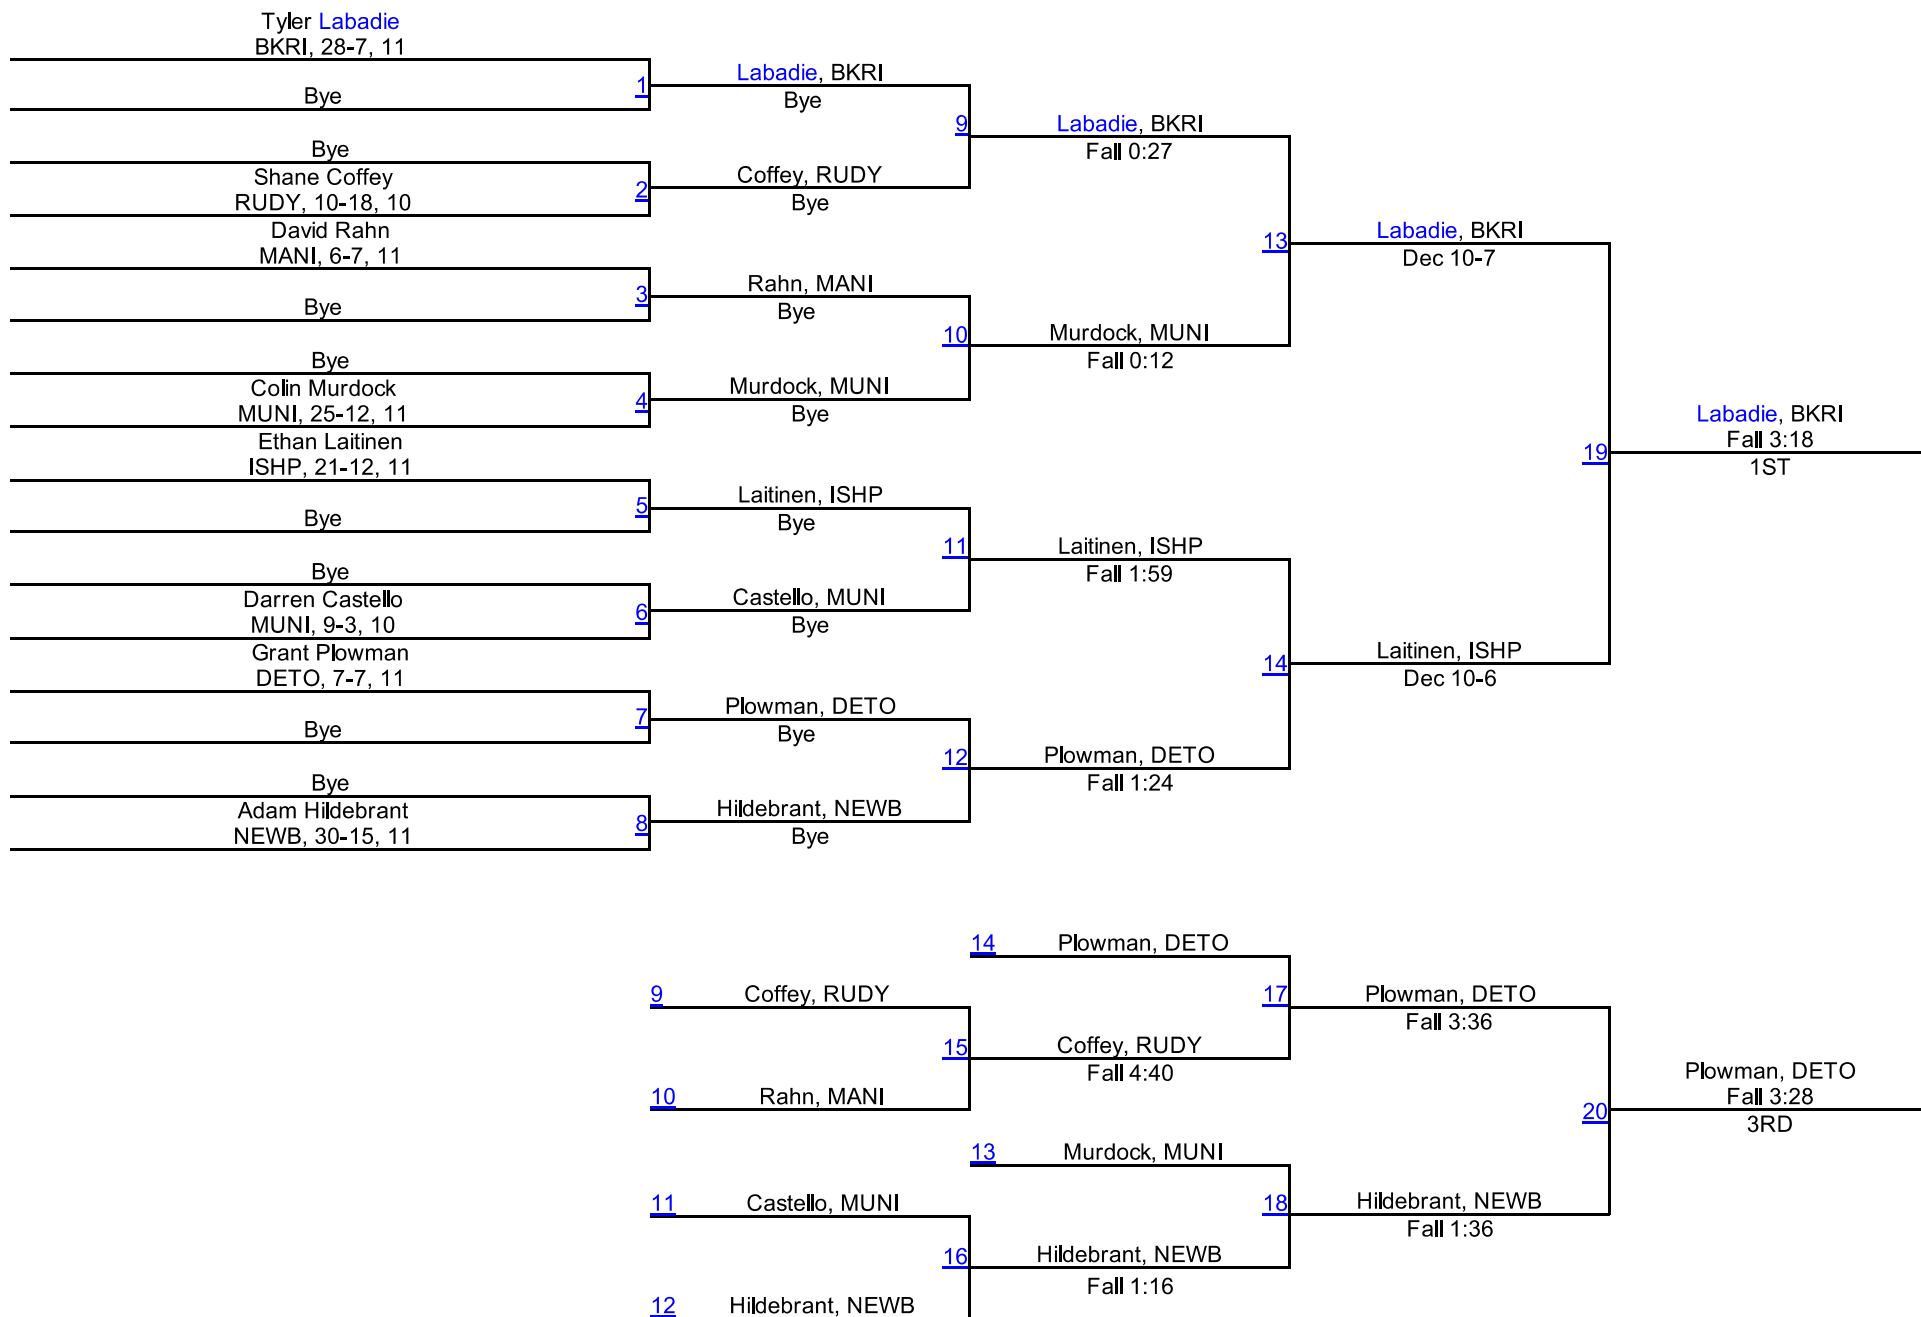 Tyler Labadie
BKRI, 28-7, 11
Bye
1
Bye
Shane Coffey
RUDY, 10-18, 10
2
David Rahn
MANI, 6-7, 11
Bye
3
Bye
Colin Murdock
MUNI, 25-12, 11
4
Ethan Laitinen
ISHP, 21-12, 11
Bye
5
Bye
Darren Castello
MUNI, 9-3, 10
6
Grant Plowman
DETO, 7-7, 11
Bye
7
Bye
Adam Hildebrant
NEWB, 30-15, 11
8
Labadie, BKRI
Bye
9
Coffey, RUDY
Bye
Rahn, MANI
Bye
10
Murdock, MUNI
Bye
Laitinen, ISHP
Bye
11
Castello, MUNI
Bye
Plowman, DETO
Bye
12
Hildebrant, NEWB
Bye
Labadie, BKRI
Fall 0:27
13
Murdock, MUNI
Fall 0:12
Laitinen, ISHP
Fall 1:59
14
Plowman, DETO
Fall 1:24
Labadie, BKRI
Dec 10-7
19
Laitinen, ISHP
Dec 10-6
Labadie, BKRI
Fall 3:18
1ST
9
Coffey, RUDY
15
10
Rahn, MANI
11
Castello, MUNI
16
12
Hildebrant, NEWB
14
Plowman, DETO
17
Coffey, RUDY
Fall 4:40
13
Murdock, MUNI
18
Hildebrant, NEWB
Fall 1:16
Plowman, DETO
Fall 3:36
20
Hildebrant, NEWB
Fall 1:36
Plowman, DETO
Fall 3:28
3RD